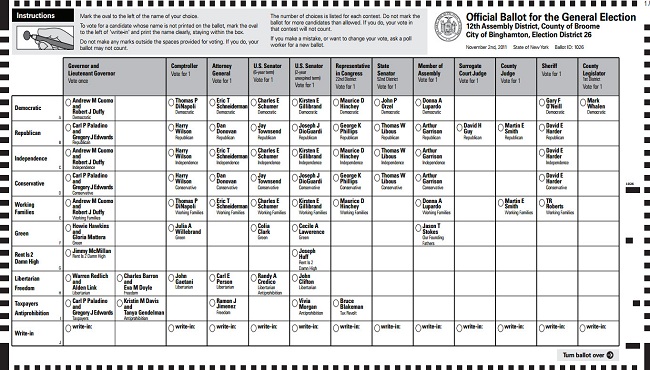 Instructions
Mark the oval to the left of the name of your choice.
To vote for a candidate whose name is not printed on the ballot, mark the oval
to the left of 'write-in' and print the name clearly, staying within the box.
Do not make any marks outside the spaces provided for voting. If you do, your
ballot may not count.
The number of choices is listed for each contest. Do not mark the
ballot for more candidates than allowed. If you do, your vote in
that contest will not count.
If you make a mistake, or want to change your vote, ask a poll
worker for a new ballot.
Official Ballot for the General Election
12th Assembly District, County of Broome
City of Binghamton, Election District 26
November 2nd, 2011 State of New York Ballot ID: 1026
Governor and
Lieutenant Governor
Vote once
Comptroller
Vote for 1
Attorney
General
Vote for 1
U.S. Senator
(6-year term)
Vote for 1
U.S. Senator
(2-year
unexpired term)
Vote for 1
Representative
in Congress
22nd District
Vote for 1
State
Senator
52nd District
Vote for 1
Member of
Assembly
Vote for 1
Surrogate
Court Judge
Vote for 1
County
Judge
Vote for 1
Sheriff
Vote for 1
County
Legislator
1st District
Vote for 1
Democratic
Andrew M Cuomo
and
Robert J Duffy
Democratic
Thomas P
DiNapoli
Democratic
Eric T
Schneiderman
Democratic
Charles E
Schumer
Democratic
Kirsten E
Gillibrand
Democratic
Maurice D
Hinchey
Democratic
John P
Orzel
Democratic
Donna A
Lupardo
Democratic
Gary F
O'Neill
Democratic
Mark
Whalen
Democratic
Republican
Carl P Paladino
and
Gregory J Edwards
Republican
Harry
Wilson
Republican
Dan
Donovan
Republican
Jay
Townsend
Republican
Joseph J
DioGuardi
Republican
George K
Phillips
Republican
Thomas W
Libous
Republican
Arthur
Garrison
Republican
David H
Guy
Republican
Martin E
Smith
Republican
David E
Harder
Republican
Independence
Andrew M Cuomo
and
Robert J Duffy
Independence
Harry
Wilson
Independence
Eric T
Schneiderman
Independence
Charles E
Schumer
Independence
Kirsten E
Gillibrand
Independence
Maurice D
Hinchey
Independence
Thomas W
Libous
Independence
Arthur
Garrison
Independence
David E
Harder
Independence
Conservative
Carl P Paladino
and
Gregory J Edwards
Conservative
Harry
Wilson
Conservative
Dan
Donovan
Conservative
Jay
Townsend
Conservative
Joseph J
DioGuardi
Conservative
George K
Phillips
Conservative
Thomas W
Libous
Conservative
Arthur
Garrison
Conservative
David E
Harder
Conservative
Working
Families
Andrew M Cuomo
and
Robert J Duffy
Working Families
Thomas P
DiNapoli
Working Families
Eric T
Schneiderman
Working Families
Charles E
Schumer
Working Families
Kirsten E
Gillibrand
Working Families
Maurice D
Hinchey
Working Families
Donna A
Lupardo
Working Families
Martin E
Smith
Working Families
TR
Roberts
Working Families
Green
Howie Hawkins
and
Gloria Mattera
Green
Julia A
Willebrand
Green
Colia
Clark
Green
Cecile A
Lawrence
Green
Jason T
Stokes
Our Founding
Fathers
Rent Is 2
Damn High
Jimmy McMillan
Rent Is 2 Damn High
Joseph
Huff
Rent Is 2
Damn High
Libertarian
Freedom
Warren Redlich
and
Alden Link
Libertarian
Charles Barron
and
Eva M Doyle
Freedom
John
Gaetani
Libertarian
Carl E
Person
Libertarian
Randy A
Credico
Libertarian
Antiprohibition
John
Clifton
Libertarian
Taxpayers
Antiprohibition
Carl P Paladino
and
Gregory J Edwards
Taxpayers
Kristin M Davis
and
Tanya Gendelman
Antiprohibition
Ramon J
Jimenez
Freedom
Vivia
Morgan
Antiprohibition
Brace
Blakeman
Tax Revolt
Write-in
write-in:
write-in:
write-in:
write-in:
write-in:
write-in:
write-in:
write-in:
write-in:
write-in:
write-in:
write-in:
Turn ballot over